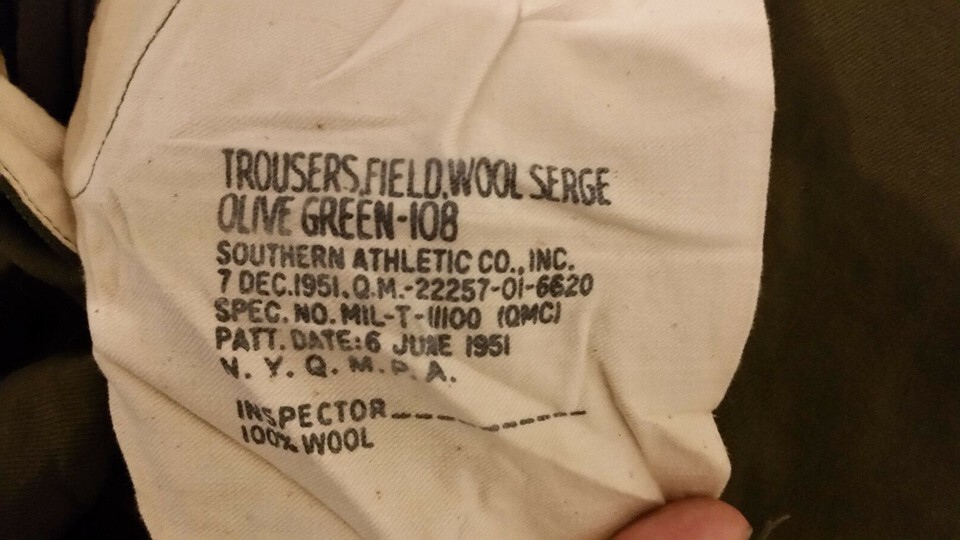 TROUSERS, FIELD, WOOL SERGE
OLIVE GREEN-108
SOUTHERN ATHLETIC CO., INC.
7 DEC. 1951. Q.M.-22257-OI-6620
SPEC. NO. MIL-T-11100 (QMC)
PATT. DATE: 6 JUNE 1951
N. Y. Q. M. P. A.
INSPECTOR
100% WOOL